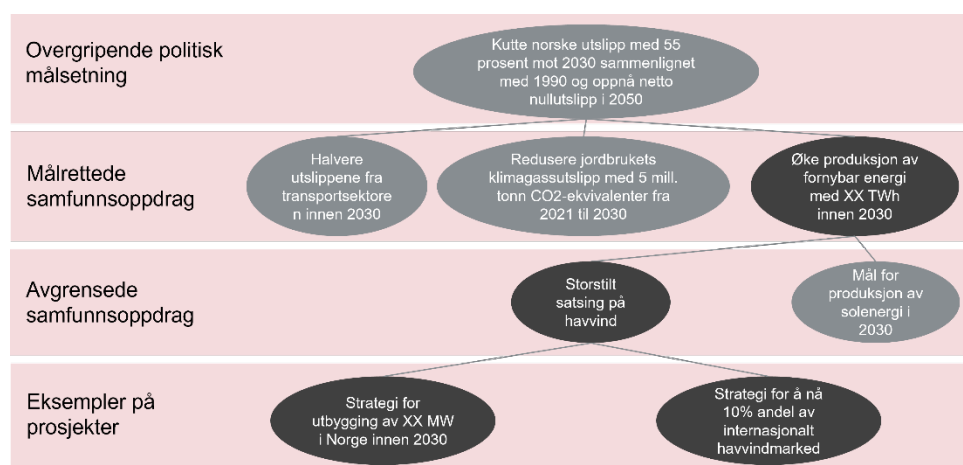 Overgripende politisk
målsetning
Kutte norske utslipp med 55
prosent mot 2030 sammenlignet
med 1990 og oppnå netto
nullutslipp i 2050
Målrettede
samfunnsoppdrag
Halvere
utslippene fra
transportsektore
n innen 2030
Redusere jordbrukets
klimagassutslipp med 5 mill.
tonn CO2-ekvivalenter fra
2021 til 2030
Øke produksjon av
fornybar energi
med XX TWh
innen 2030
Avgrensede
samfunnsoppdrag
Storstilt
satsing på
havvind
Mål for
produksjon av
solenergi i
2030
Eksempler på
prosjekter
Strategi for
utbygging av XX MW
i Norge innen 2030
Strategi for å nå
10% andel av
internasjonalt
havvindmarked